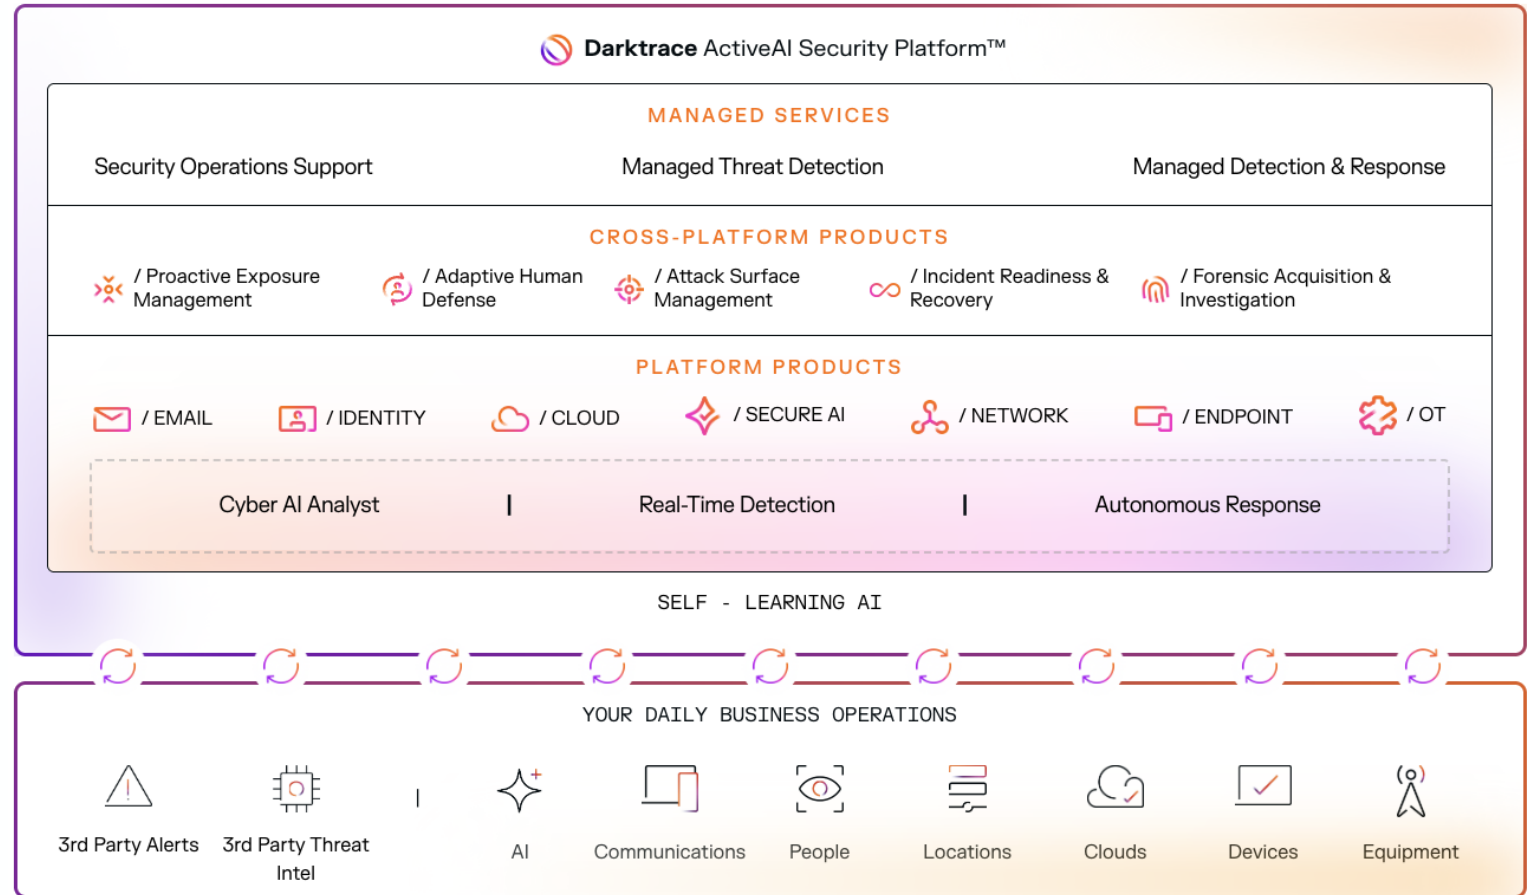 Darktrace ActiveAI Security Platform™
MANAGED SERVICES
Security Operations Support
Managed Threat Detection
Managed Detection & Response
CROSS-PLATFORM PRODUCTS
/ Proactive Exposure
Management
/ Adaptive Human
Defense
/ Attack Surface
Management
/ Incident Readiness &
Recovery
/ Forensic Acquisition &
Investigation
PLATFORM PRODUCTS
/ EMAIL
/ IDENTITY
/ CLOUD
/ SECURE AI
/ NETWORK
/ ENDPOINT
/ OT
Cyber AI Analyst
Real-Time Detection
Autonomous Response
SELF - LEARNING AI
YOUR DAILY BUSINESS OPERATIONS
3rd Party Alerts
3rd Party Threat
Intel
AI
Communications
People
Locations
Clouds
Devices
Equipment